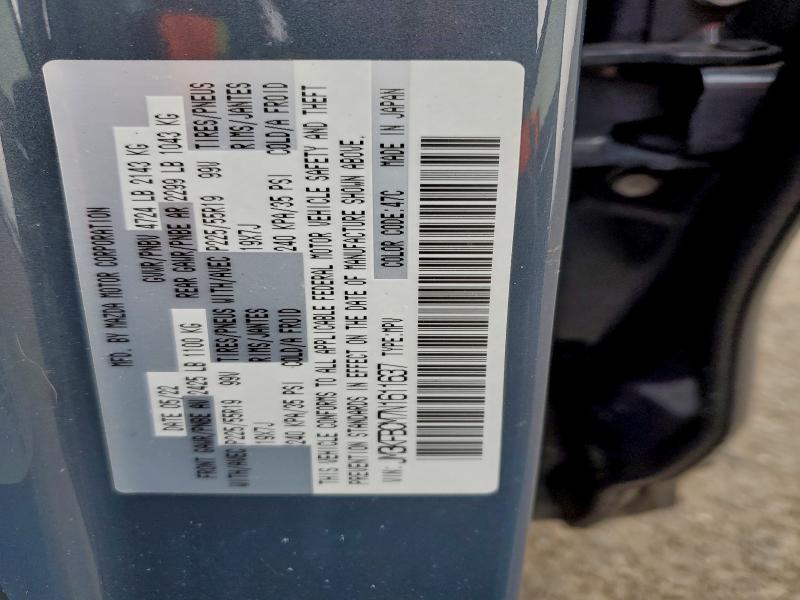 MFD. BY MAZDA MOTOR CORPORATION
DATE 05/22 GVWR/PNBV 4724 LB 2143 KG
FRONT GAWR/PNBE AV 2425 LB 1100 KG REAR GAWR/PNBE AR 2299 LB 1043 KG
WITH/AVEC P225/55R19 99V TIRES/PNEUS WITH/AVEC P225/55R19 99V TIRES/PNEUS
19X7J RIMS/JANTES 19X7J RIMS/JANTES
240 KPA/35 PSI COLD/A FROID 240 KPA/35 PSI COLD/A FROID
THIS VEHICLE CONFIRMS TO ALL APPLICABLE FEDERAL MOTOR VEHICLE SAFETY AND THEFT
PREVENTION STANDARDS IN EFFECT ON THE DATE OF MANUFACTURE SHOWN ABOVE.
VIN: TYPE:MPV COLOR CODE:47C MADE IN JAPAN